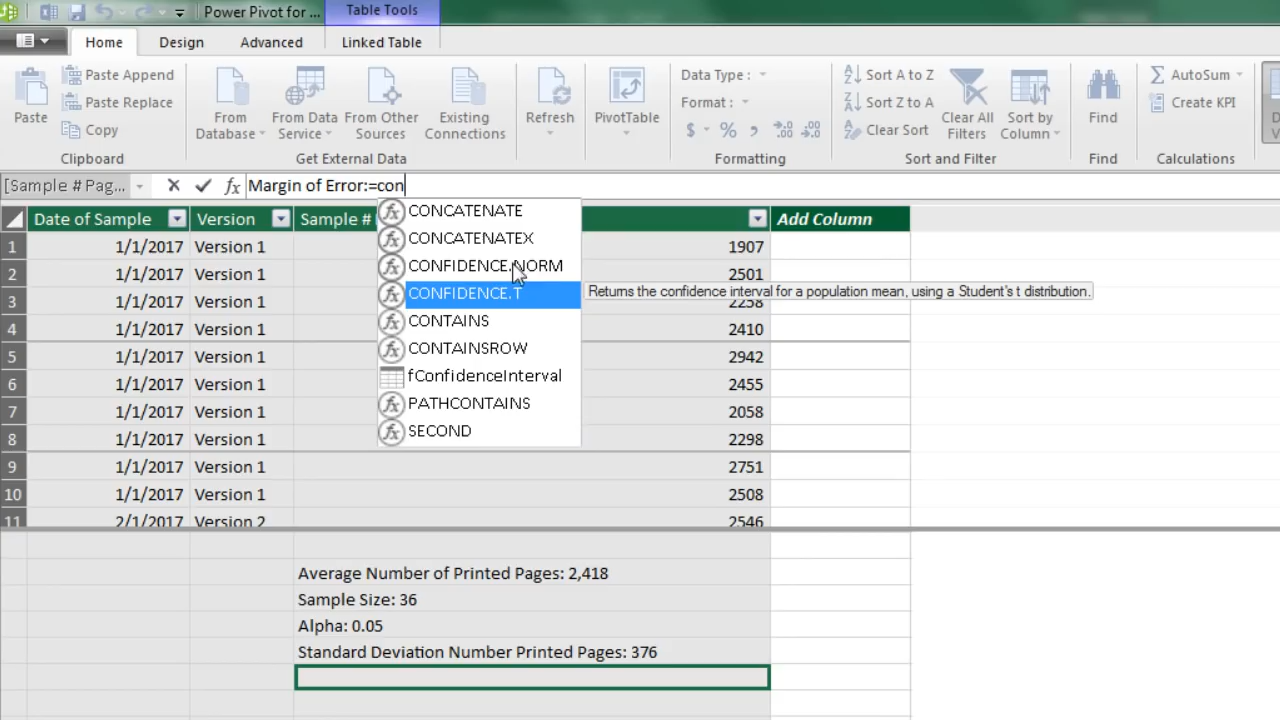 Power Pivot for ...
Table Tools
Home
Design
Advanced
Linked Table
Paste
Paste Append
Paste Replace
Copy
Clipboard
From Database
From Data Service
From Other Sources
Existing Connections
Get External Data
Refresh
PivotTable
Data Type :
Format :
$ % ,
Formatting
Sort A to Z
Sort Z to A
Clear Sort
Clear All Filters
Sort by Column
Sort and Filter
Find
Find
AutoSum
Create KPI
Calculations
[Sample # Pag...
fx
Margin of Error:=con
CONCATENATE
CONCATENATEX
CONFIDENCE.NORM
CONFIDENCE.T
Returns the confidence interval for a population mean, using a Student's t distribution.
CONTAINS
CONTAINSROW
fConfidenceInterval
PATHCONTAINS
SECOND
Date of Sample Version Sample # Add Column
1 1/1/2017 Version 1 1907
2 1/1/2017 Version 1 2501
3 1/1/2017 Version 1 2258
4 1/1/2017 Version 1 2410
5 1/1/2017 Version 1 2942
6 1/1/2017 Version 1 2455
7 1/1/2017 Version 1 2058
8 1/1/2017 Version 1 2298
9 1/1/2017 Version 1 2751
10 1/1/2017 Version 1 2508
11 2/1/2017 Version 2 2546
Average Number of Printed Pages: 2,418
Sample Size: 36
Alpha: 0.05
Standard Deviation Number Printed Pages: 376